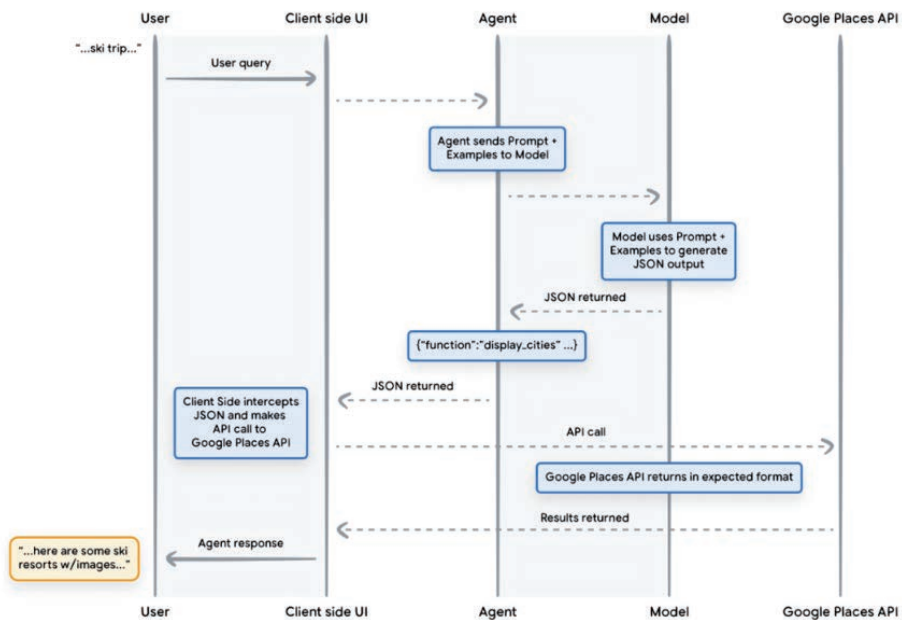 User
Client side UI
Agent
Model
Google Places API
"...ski trip..."
User query
Agent sends Prompt +
Examples to Model
Model uses Prompt +
Examples to generate
JSON output
JSON returned
{"function":"display_cities" ...}
JSON returned
Client Side intercepts
JSON and makes
API call to
Google Places API
API call
Google Places API returns in expected format
Results returned
Agent response
"...here are some ski
resorts w/images..."
User
Client side UI
Agent
Model
Google Places API